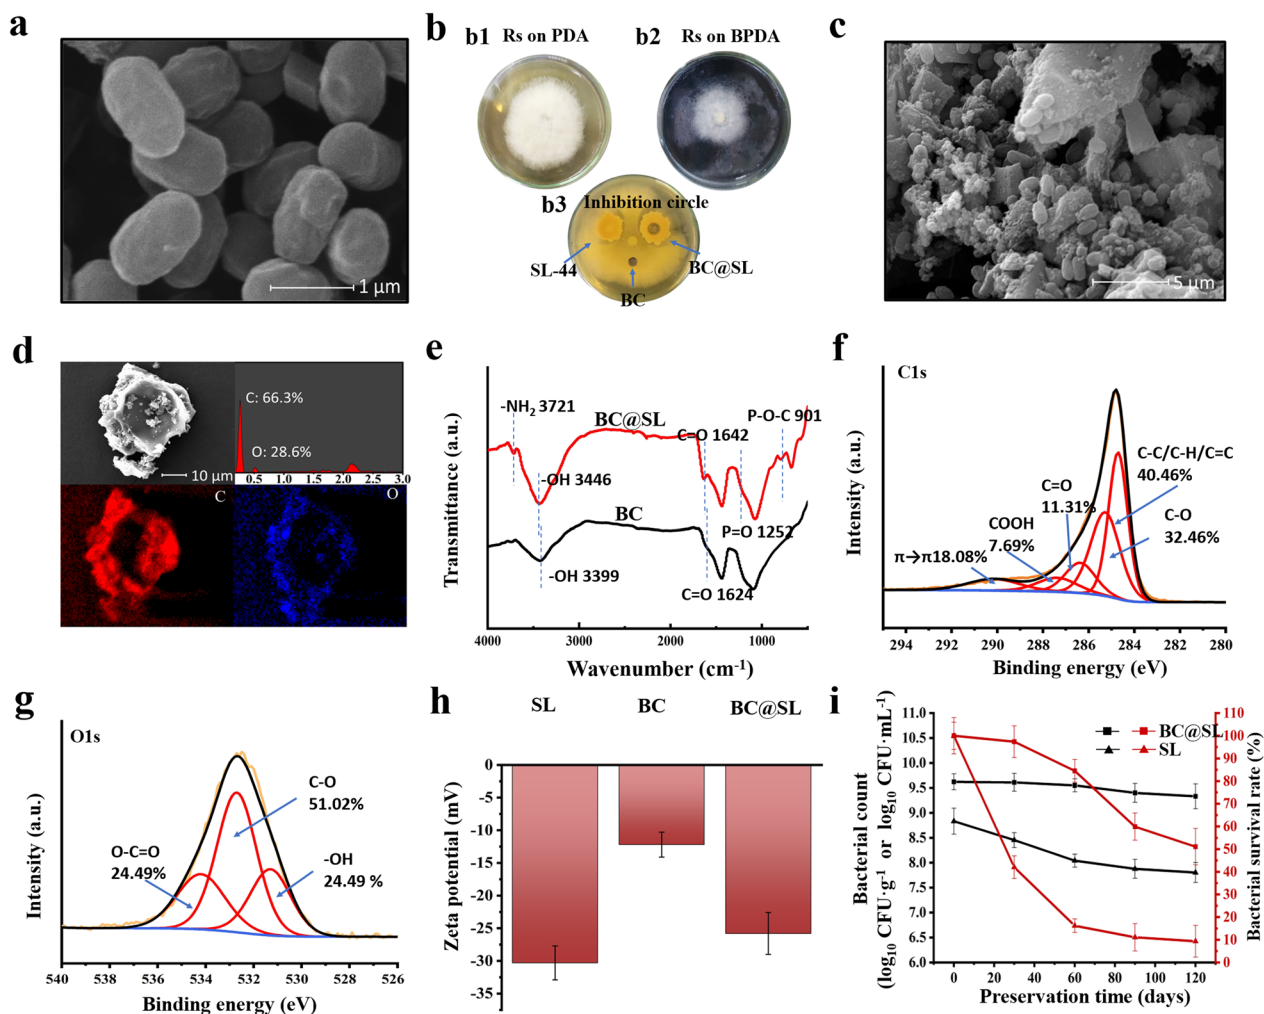 a
1 μm
b
b1 Rs on PDA
b2 Rs on BPDA
b3
Inhibition circle
SL-44
BC@SL
BC
c
5 μm
d
C: 66.3%
O: 28.6%
10 μm
0.5 1.0 1.5 2.0 2.5 3.0
C
O
e
-NH2 3721
BC@SL
P-O-C 901
C=O 1642
-OH 3446
BC
P=O 1252
-OH 3399
C=O 1624
Transmittance (a.u.)
4000 3000 2000 1000
Wavenumber (cm-1)
f
C1s
C-C/C-H/C=C
40.46%
C=O
11.31%
C-O
32.46%
COOH
7.69%
π→π18.08%
Intensity (a.u.)
294 292 290 288 286 284 282 280
Binding energy (eV)
g
O1s
C-O
51.02%
O-C=O
24.49%
-OH
24.49 %
Intensity (a.u.)
540 538 536 534 532 530 528 526
Binding energy (eV)
h
SL BC BC@SL
Zeta potential (mV)
0
-5
-10
-15
-20
-25
-30
-35
i
Bacterial count
(log10 CFU·g-1 or log10 CFU·mL-1)
11.0
10.5
10.0
9.5
9.0
8.5
8.0
7.5
7.0
6.5
6.0
BC@SL
SL
110
100
90
80
70
60
50
40
30
20
10
0
Bacterial survival rate (%)
0 20 40 60 80 100 120
Preservation time (days)